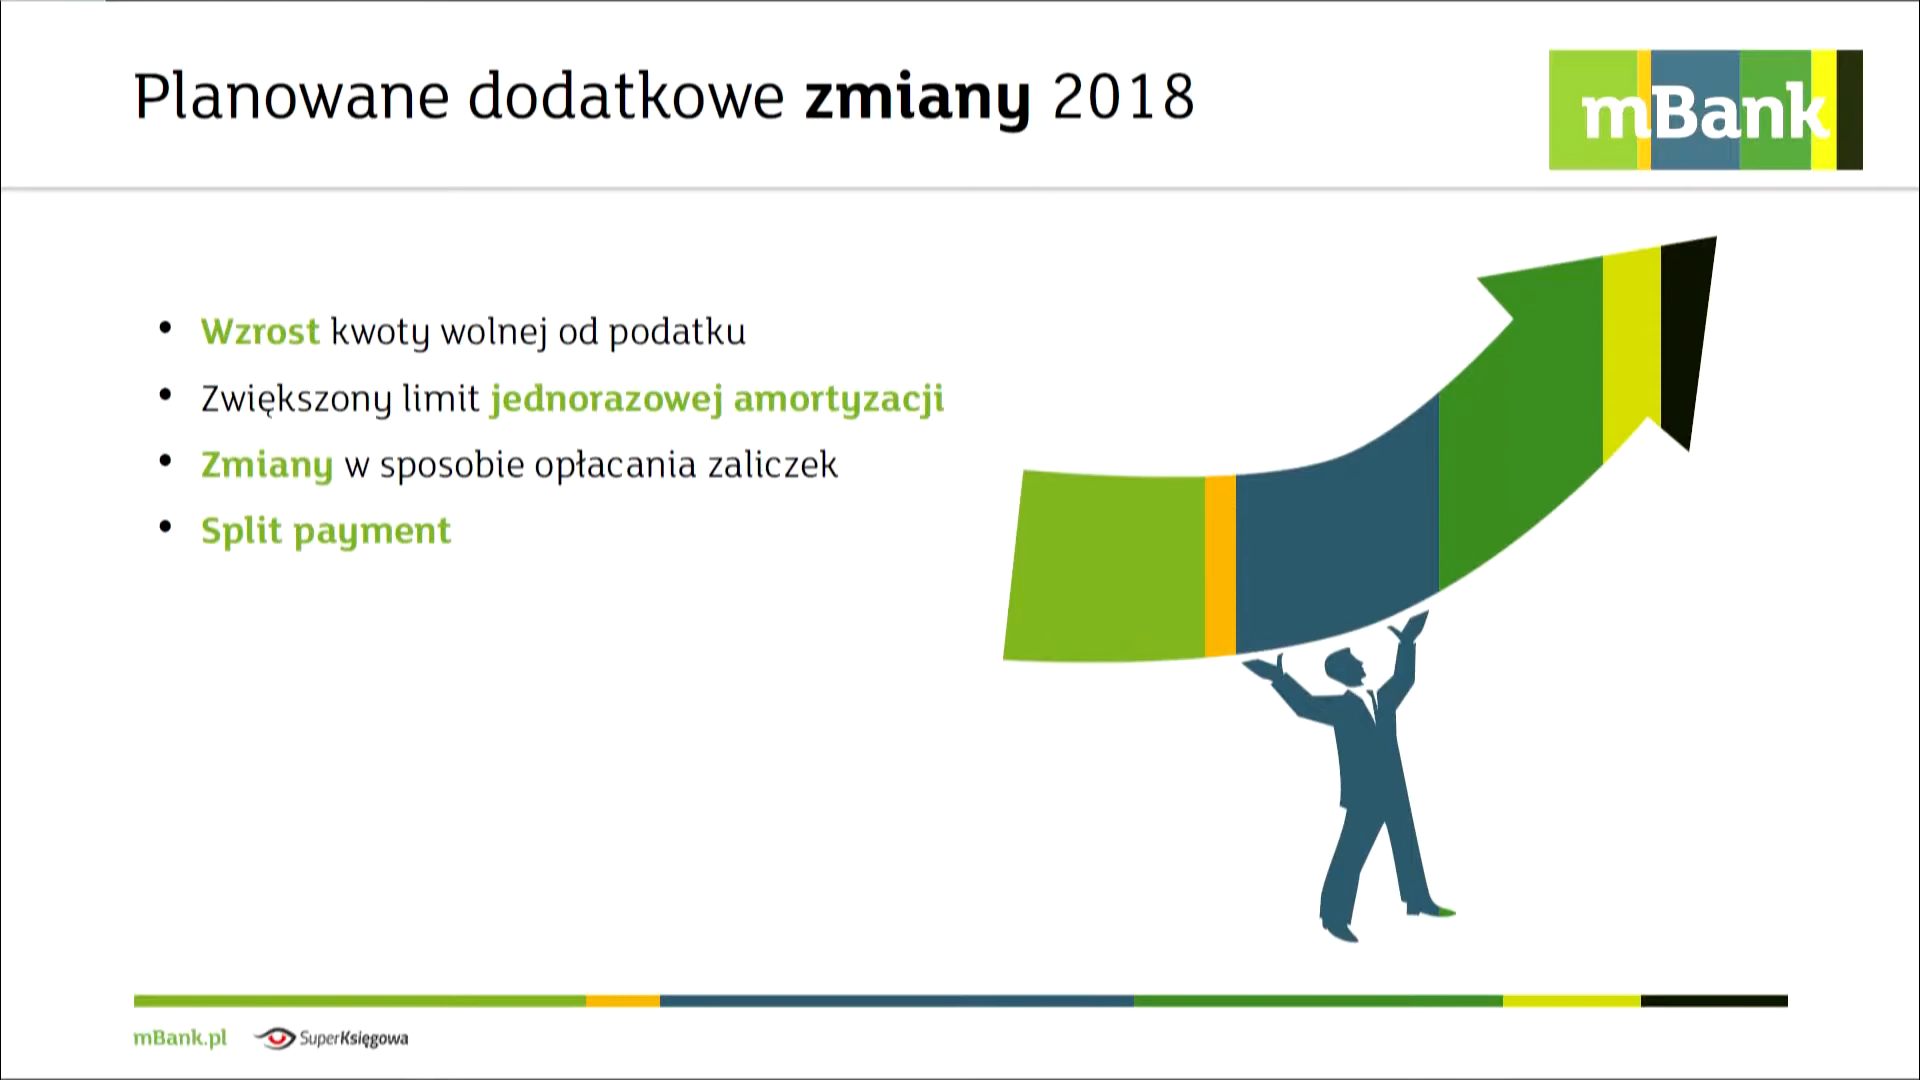 Planowane dodatkowe zmiany 2018
mBank
• Wzrost kwoty wolnej od podatku
• Zwiększony limit jednorazowej amortyzacji
• Zmiany w sposobie opłacania zaliczek
• Split payment
mBank.pl
SuperKsięgowa